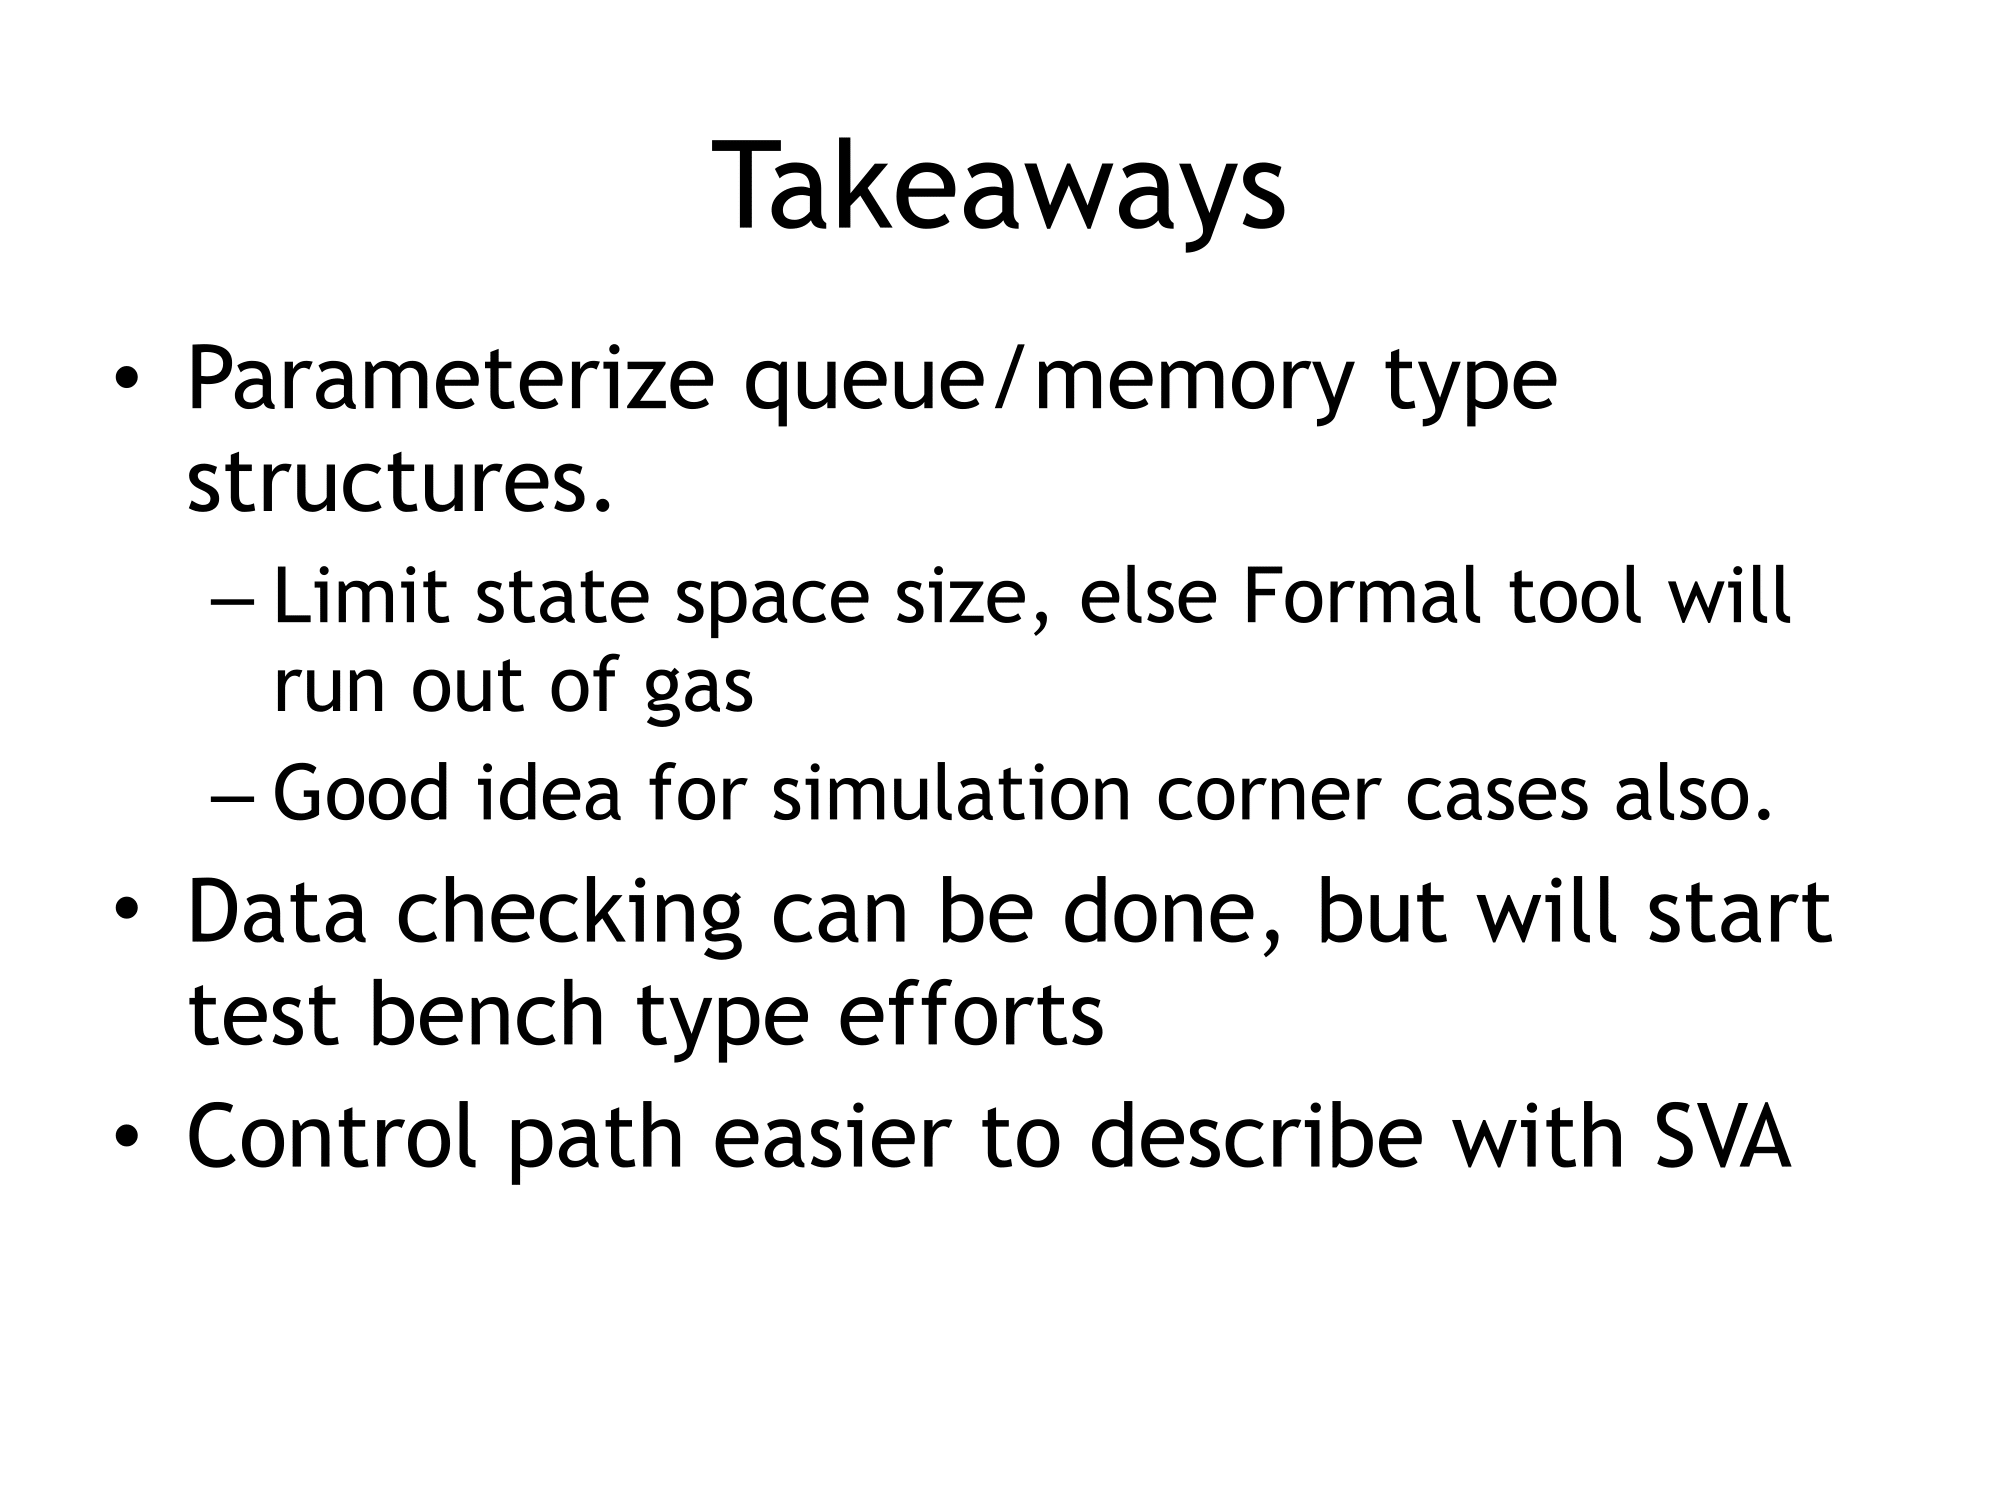 Takeaways
• Parameterize queue/memory type
structures.
– Limit state space size, else Formal tool will
run out of gas
– Good idea for simulation corner cases also.
• Data checking can be done, but will start
test bench type efforts
• Control path easier to describe with SVA